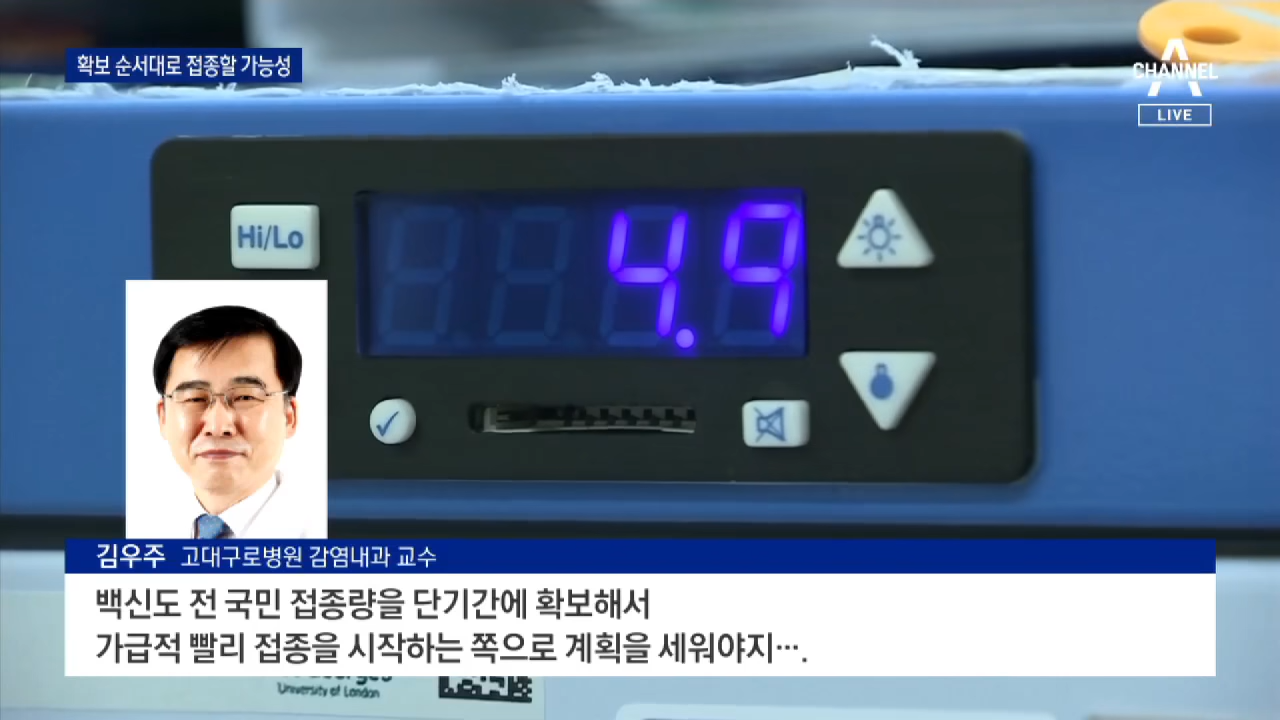 확보 순서대로 접종할 가능성
CHANNEL A
LIVE
Hi/Lo
4.9
김우주 고대구로병원 감염내과 교수
백신도 전 국민 접종량을 단기간에 확보해서
가급적 빨리 접종을 시작하는 쪽으로 계획을 세워야지….
University of London